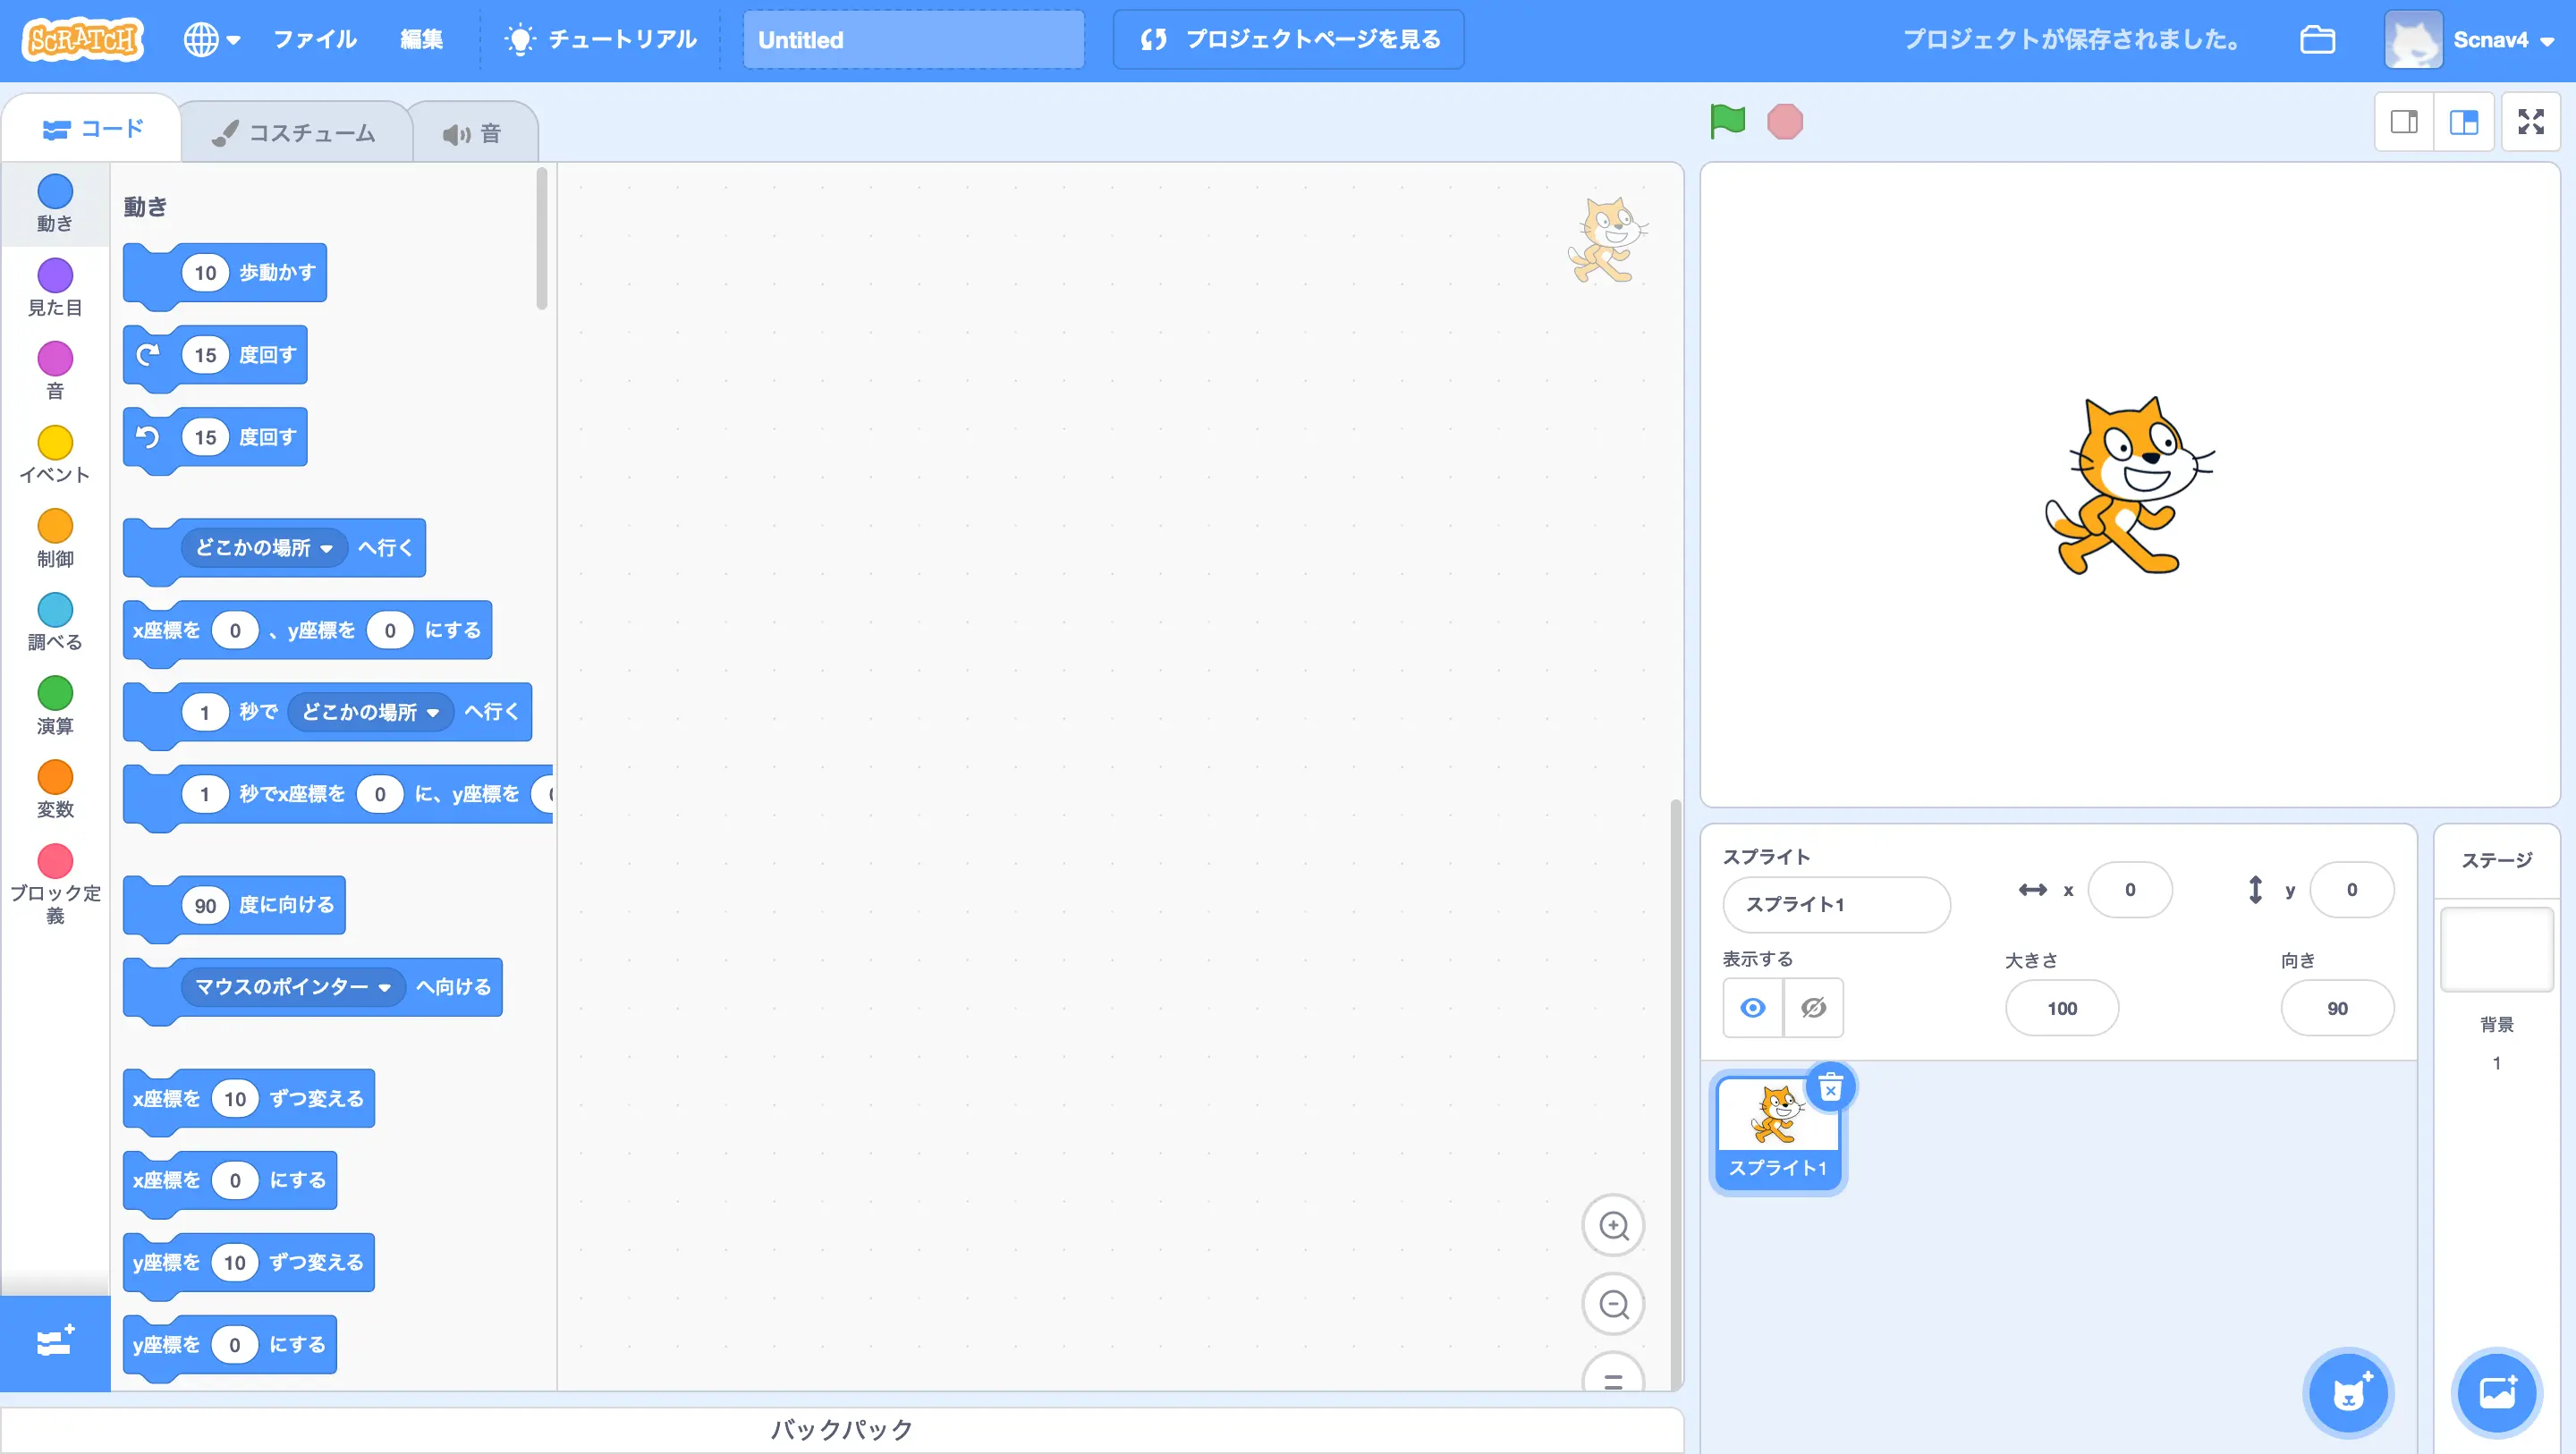 SCRATCH
ファイル
編集
チュートリアル
Untitled
プロジェクトページを見る
プロジェクトが保存されました。
Scnav4
コード
コスチューム
音
動き
見た目
音
イベント
制御
調べる
演算
変数
ブロック定
義
動き
10 歩動かす
15 度回す
15 度回す
どこかの場所 へ行く
x座標を 0 、y座標を 0 にする
1 秒で どこかの場所 へ行く
1 秒でx座標を 0 に、y座標を
90 度に向ける
マウスのポインター へ向ける
x座標を 10 ずつ変える
x座標を 0 にする
y座標を 10 ずつ変える
y座標を 0 にする
バックパック
スプライト
スプライト1
x 0
y 0
表示する
大きさ
100
向き
90
スプライト1
ステージ
背景
1